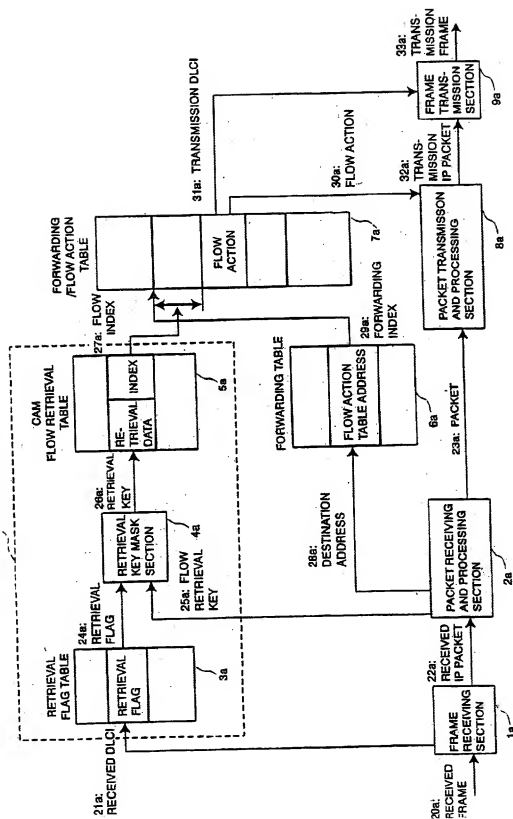 FORWARDING
/FLOW ACTION
TABLE
FLOW
ACTION
7a
31a: TRANSMISSION DLCI
30a: FLOW ACTION
33a:
TRANS-
MISSION
FRAME
FRAME
TRANS-
MISSION
SECTION
9a
32a:
TRANS-
MISSION
IP PACKET
PACKET TRANSMISSON
AND PROCESSING
SECTION
8a
CAM
FLOW RETRIEVAL
TABLE
RE-
TRIEVAL
DATA
INDEX
5a
27a: FLOW
INDEX
29a:
FORWARDING
INDEX
FORWARDING TABLE
FLOW ACTION
TABLE ADDRESS
6a
23a: PACKET
26a:
RETRIEVAL
KEY
RETRIEVAL
KEY MASK
SECTION
4a
25a: FLOW
RETRIEVAL
KEY
28a:
DESTINATION
ADDRESS
24a:
RETRIEVAL
FLAG
PACKET RECEIVING
AND PROCESSING
SECTION
2a
RETRIEVAL
FLAG TABLE
RETRIEVAL
FLAG
3a
22a:
RECEIVED
IP PACKET
21a:
RECEIVED DLCI
FRAME
RECEIVING
SECTION
1a
20a:
RECEIVED
FRAME